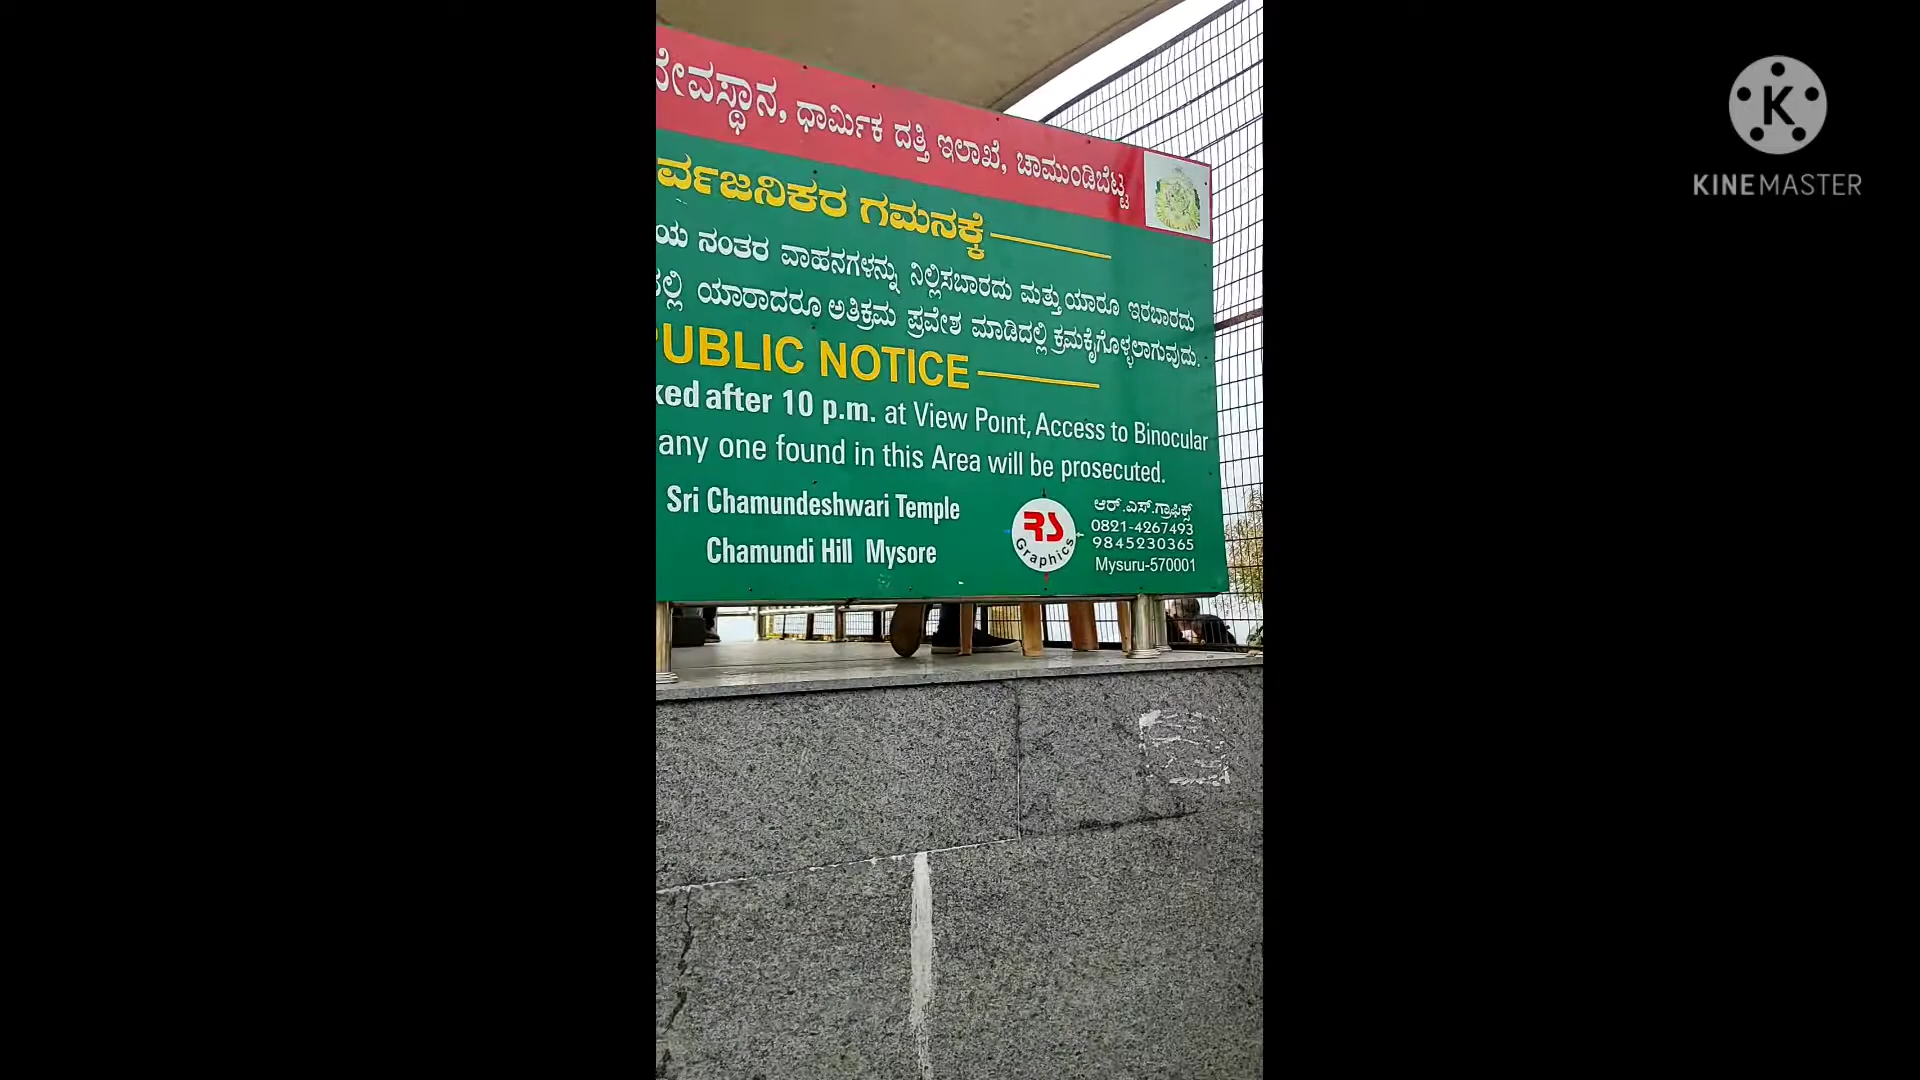 ದೇವಸ್ಥಾನ, ಧಾರ್ಮಿಕ ದತ್ತಿ ಇಲಾಖೆ, ಚಾಮುಂಡಿಬೆಟ್ಟ
ರ್ವಜನಿಕರ ಗಮನಕ್ಕೆ
ಯ ನಂತರ ವಾಹನಗಳನ್ನು ನಿಲ್ಲಿಸಬಾರದು ಮತ್ತು ಯಾರೂ ಇರಬಾರದು
ಲ್ಲಿ ಯಾರಾದರೂ ಅತಿಕ್ರಮ ಪ್ರವೇಶ ಮಾಡಿದಲ್ಲಿ ಕ್ರಮಕೈಗೊಳ್ಳಲಾಗುವುದು.
PUBLIC NOTICE
ked after 10 p.m. at View Point, Access to Binocular
any one found in this Area will be prosecuted.
Sri Chamundeshwari Temple
Chamundi Hill Mysore
RS
Graphics
ಆರ್.ಎಸ್.ಗ್ರಾಫಿಕ್ಸ್
0821-4267493
9845230365
Mysuru-570001
K
KINEMASTER